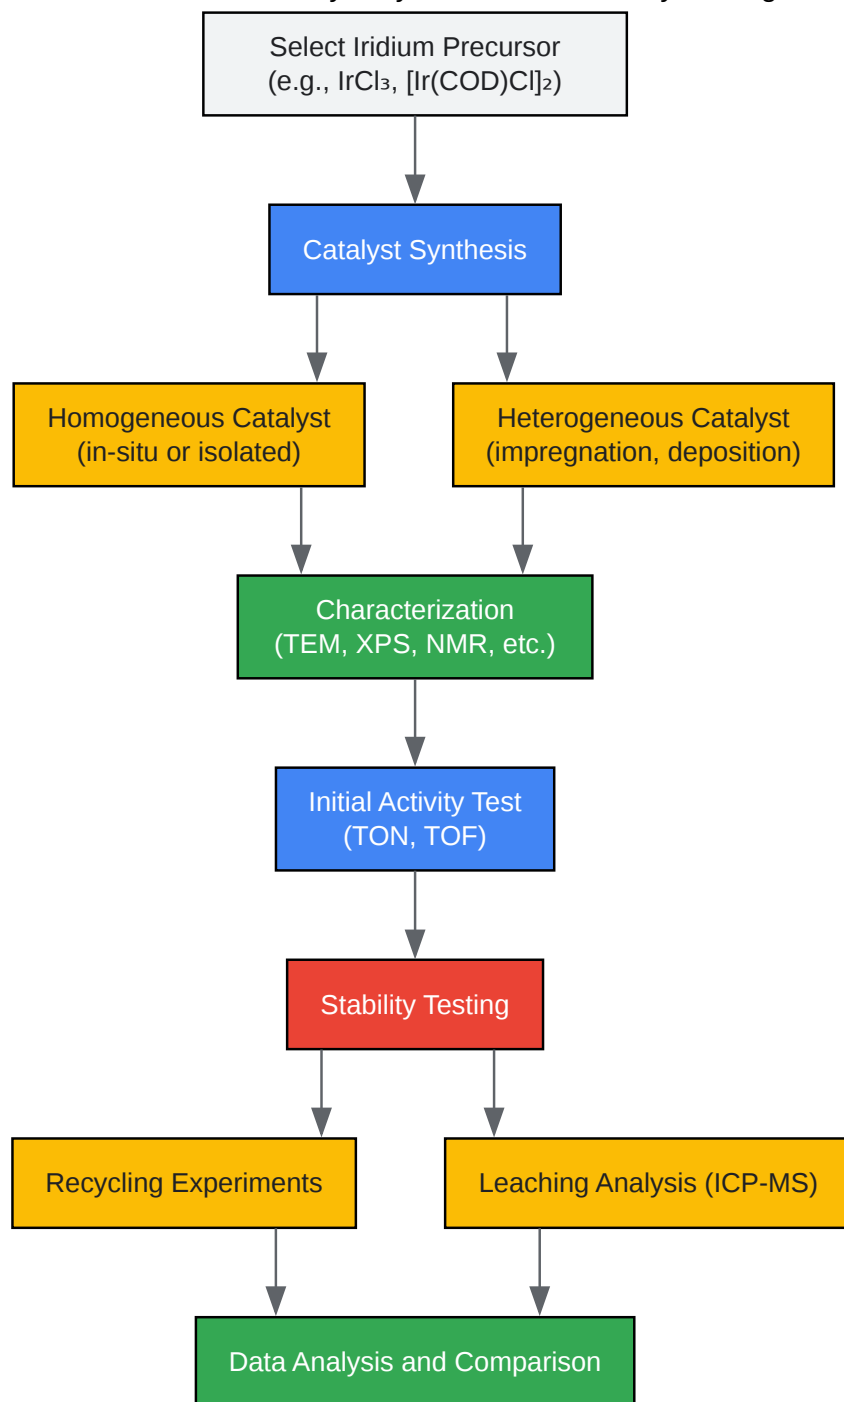 Select Iridium Precursor
(e.g., IrCl₃, [Ir(COD)Cl]₂)
Catalyst Synthesis
Homogeneous Catalyst
(in-situ or isolated)
Heterogeneous Catalyst
(impregnation, deposition)
Characterization
(TEM, XPS, NMR, etc.)
Initial Activity Test
(TON, TOF)
Stability Testing
Recycling Experiments
Leaching Analysis (ICP-MS)
Data Analysis and Comparison